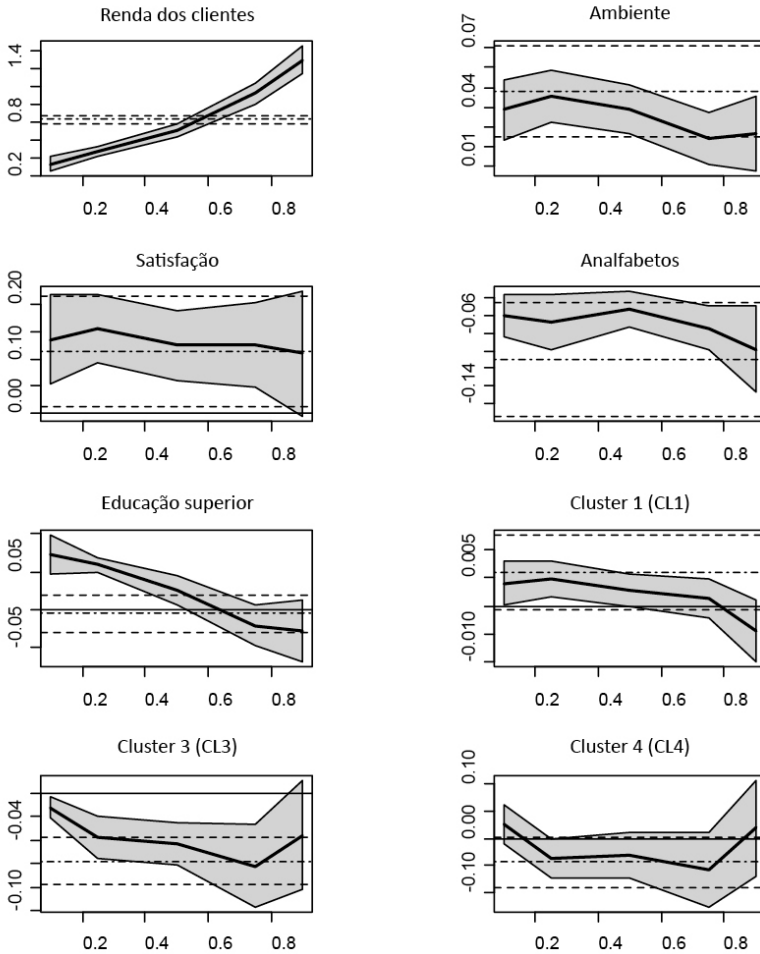 Renda dos clientes
1.4
0.8
0.2
0.2 0.4 0.6 0.8
Ambiente
0.07
0.04
0.01
0.2 0.4 0.6 0.8
Satisfação
0.20
0.10
0.00
0.2 0.4 0.6 0.8
Analfabetos
-0.06
-0.14
0.2 0.4 0.6 0.8
Educação superior
0.05
-0.05
0.2 0.4 0.6 0.8
Cluster 1 (CL1)
0.005
-0.010
0.2 0.4 0.6 0.8
Cluster 3 (CL3)
-0.04
-0.10
0.2 0.4 0.6 0.8
Cluster 4 (CL4)
0.10
0.00
-0.10
0.2 0.4 0.6 0.8